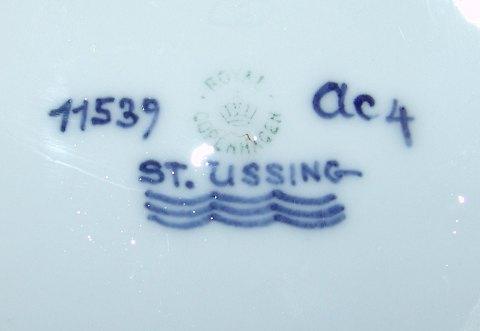 11539
ROYAL
COPENHAGEN
ac 4
ST. USSING